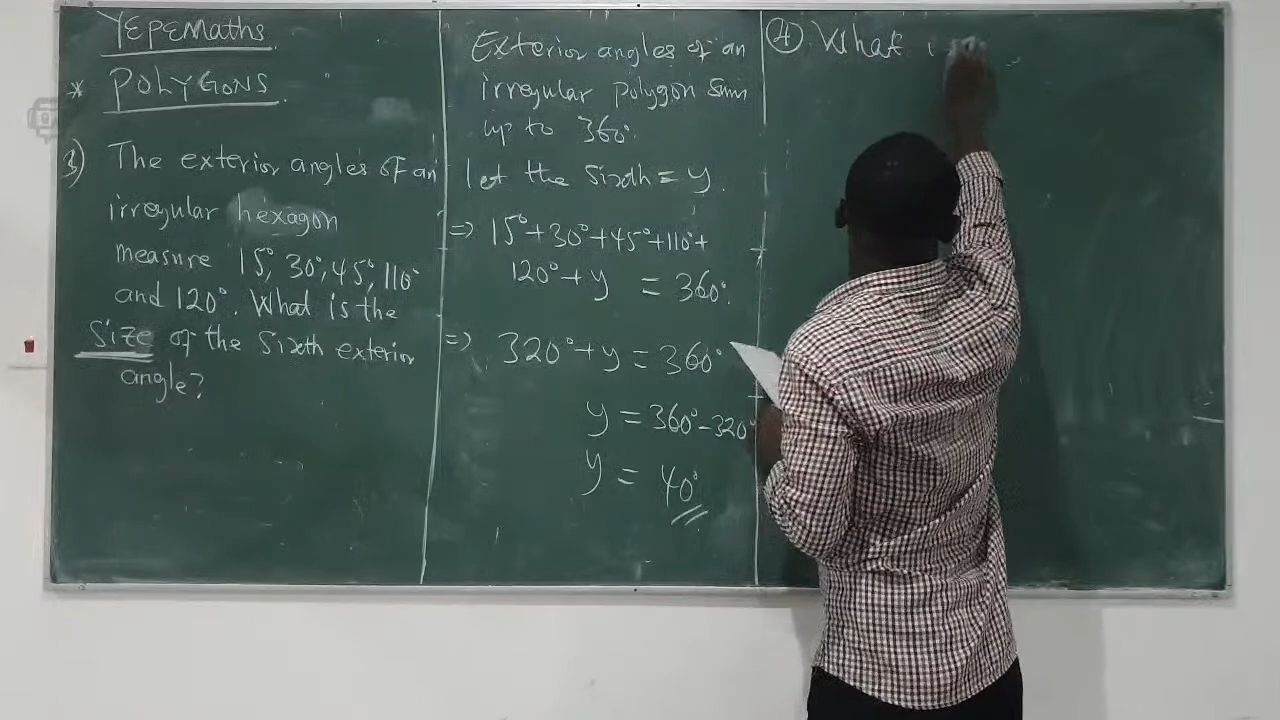 YEPEMaths
* POLYGONS.
3) The exterior angles of an
irregular hexagon
measure 15°, 30°, 45°, 110°
and 120°. What is the
Size of the Sixth exterior
angle?
Exterior angles of an
irregular polygon Sum
up to 360°.
let the Sixth = y.
=> 15°+30°+45°+110°+
120°+y = 360°.
=> 320°+y = 360°
y = 360°-320°
y = 40°
4) What is